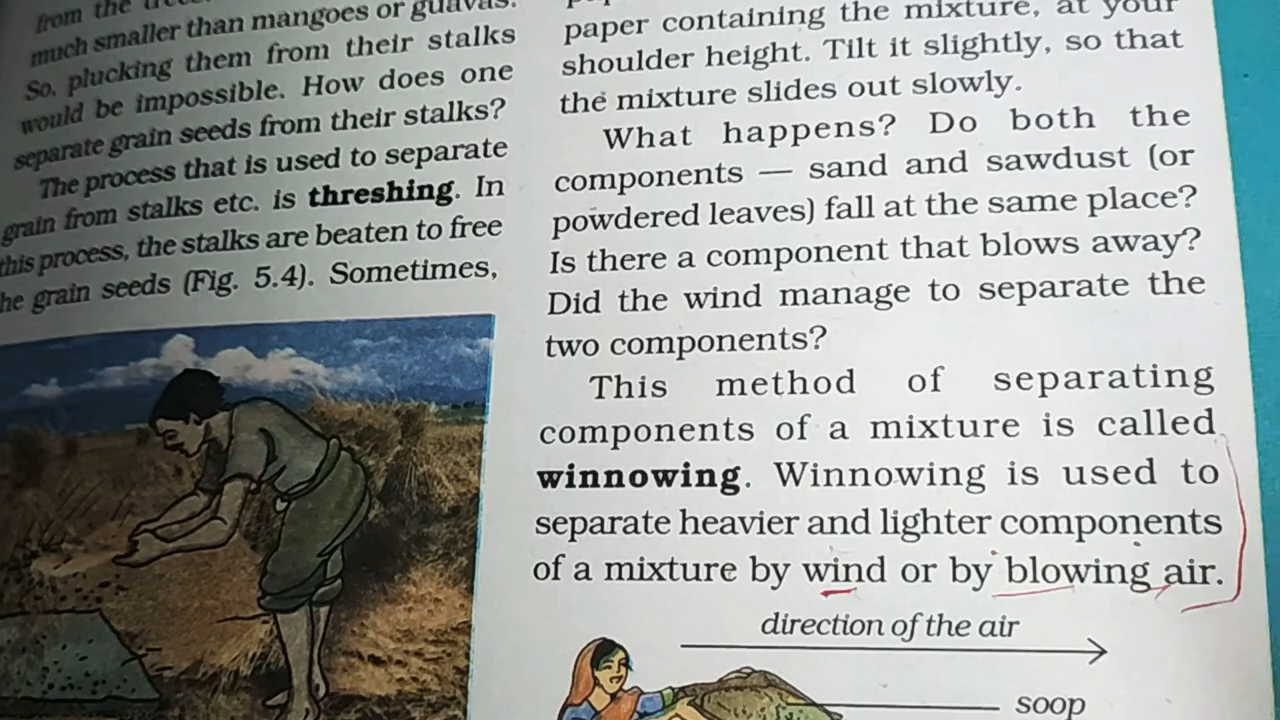 from the
much smaller than mangoes or guavas.
So, plucking them from their stalks
would be impossible. How does one
separate grain seeds from their stalks?
The process that is used to separate
grain from stalks etc. is threshing. In
this process, the stalks are beaten to free
he grain seeds (Fig. 5.4). Sometimes,
paper containing the mixture, at your
shoulder height. Tilt it slightly, so that
the mixture slides out slowly.
What happens? Do both the
components — sand and sawdust (or
powdered leaves) fall at the same place?
Is there a component that blows away?
Did the wind manage to separate the
two components?
This method of separating
components of a mixture is called
winnowing. Winnowing is used to
separate heavier and lighter components
of a mixture by wind or by blowing air.
direction of the air
soop